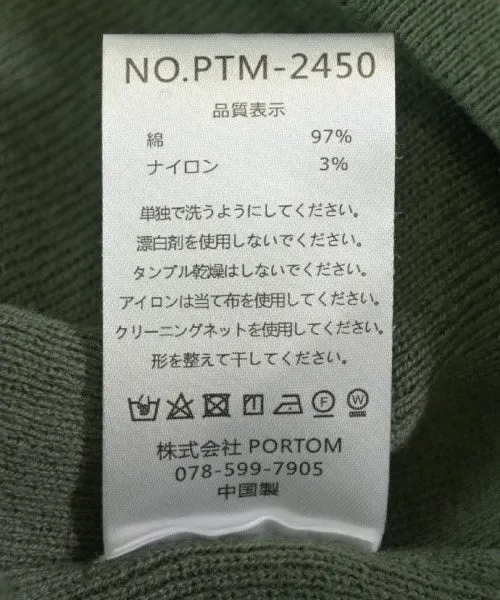 NO.PTM-2450
品質表示
綿 97%
ナイロン 3%
単独で洗うようにしてください。
漂白剤を使用しないでください。
タンブル乾燥はしないでください。
アイロンは当て布を使用してください。
クリーニングネットを使用してください。
形を整えて干してください。
F W
株式会社 PORTOM
078-599-7905
中国製